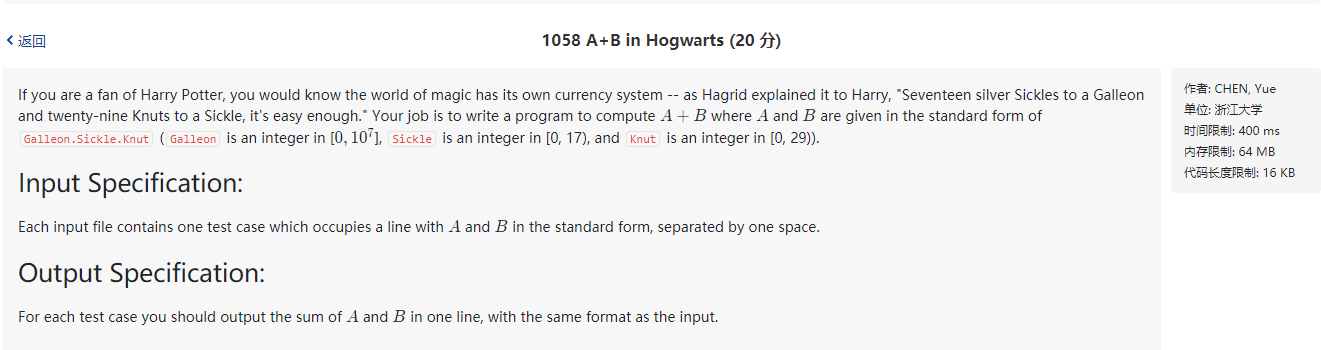 返回
1058 A+B in Hogwarts (20 分)
If you are a fan of Harry Potter, you would know the world of magic has its own currency system -- as Hagrid explained it to Harry, "Seventeen silver Sickles to a Galleon
and twenty-nine Knuts to a Sickle, it's easy enough." Your job is to write a program to compute A + B where A and B are given in the standard form of
Galleon.Sickle.Knut ( Galleon is an integer in [0, 10⁷], Sickle is an integer in [0, 17), and Knut is an integer in [0, 29)).
Input Specification:
Each input file contains one test case which occupies a line with A and B in the standard form, separated by one space.
Output Specification:
For each test case you should output the sum of A and B in one line, with the same format as the input.
作者: CHEN, Yue
单位: 浙江大学
时间限制: 400 ms
内存限制: 64 MB
代码长度限制: 16 KB